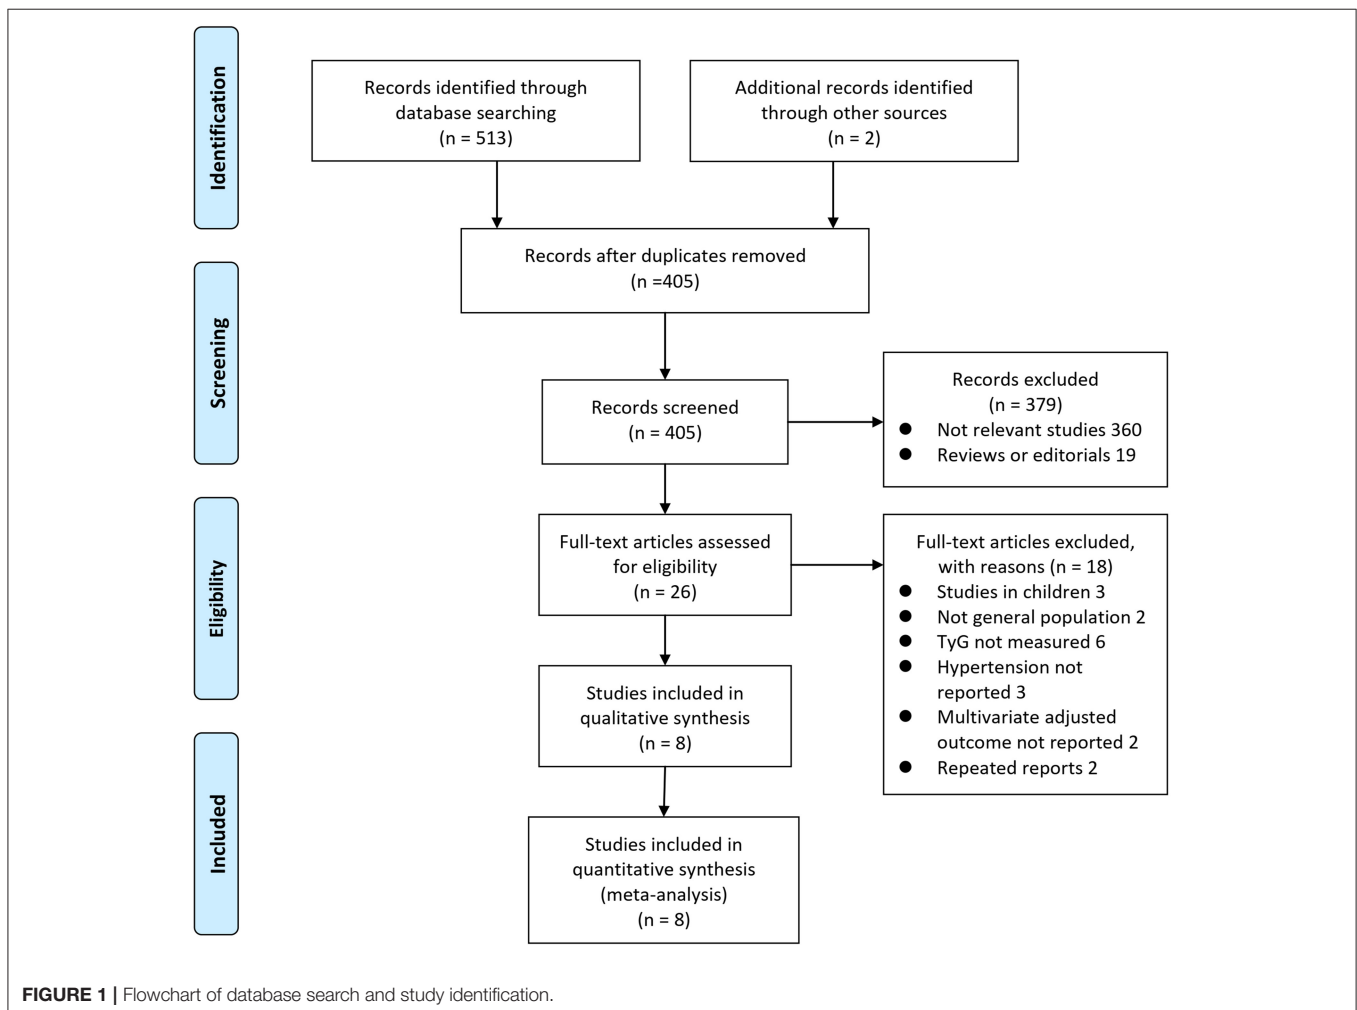 Identification
Records identified through
database searching
(n = 513)
Additional records identified
through other sources
(n = 2)
Records after duplicates removed
(n =405)
Screening
Records screened
(n = 405)
Records excluded
(n = 379)
● Not relevant studies 360
● Reviews or editorials 19
Eligibility
Full-text articles assessed
for eligibility
(n = 26)
Full-text articles excluded,
with reasons (n = 18)
● Studies in children 3
● Not general population 2
● TyG not measured 6
● Hypertension not
reported 3
● Multivariate adjusted
outcome not reported 2
● Repeated reports 2
Studies included in
qualitative synthesis
(n = 8)
Included
Studies included in
quantitative synthesis
(meta-analysis)
(n = 8)
FIGURE 1 | Flowchart of database search and study identification.